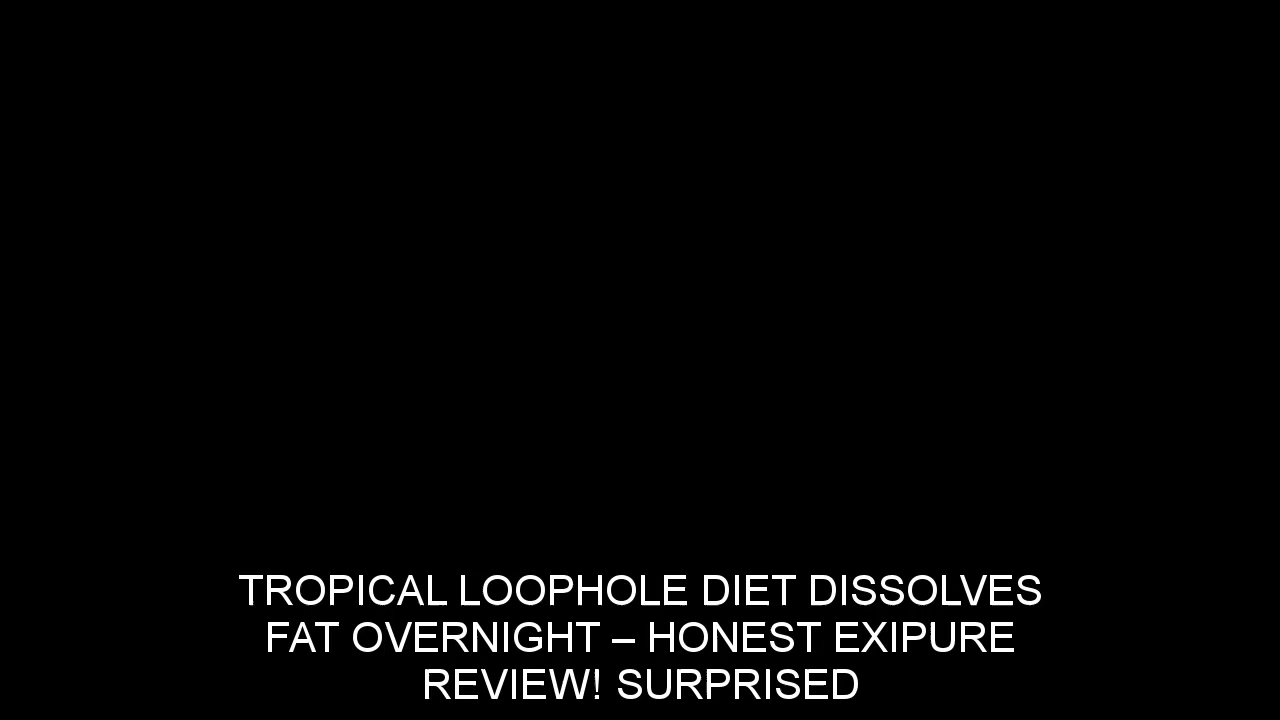 TROPICAL LOOPHOLE DIET DISSOLVES
FAT OVERNIGHT – HONEST EXIPURE
REVIEW! SURPRISED